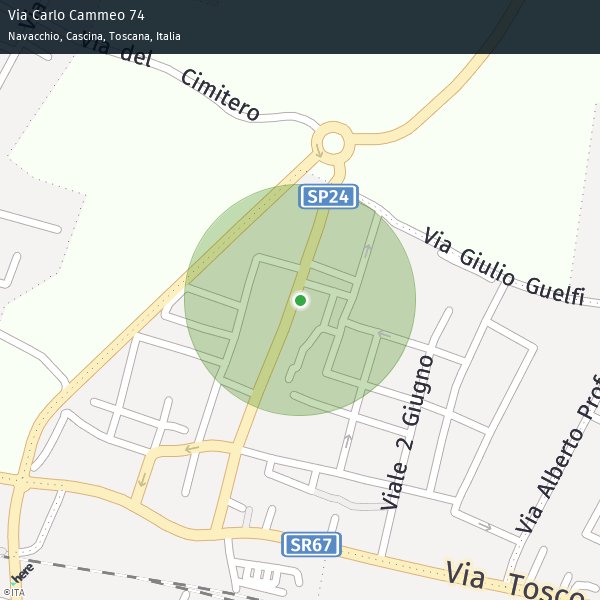 Via Carlo Cammeo 74
Navacchio, Cascina, Toscana, Italia
Via del Cimitero
SP24
Via Giulio Guelfi
Viale 2 Giugno
Via Alberto Prof
SR67
Via Tosco
here
©ITA